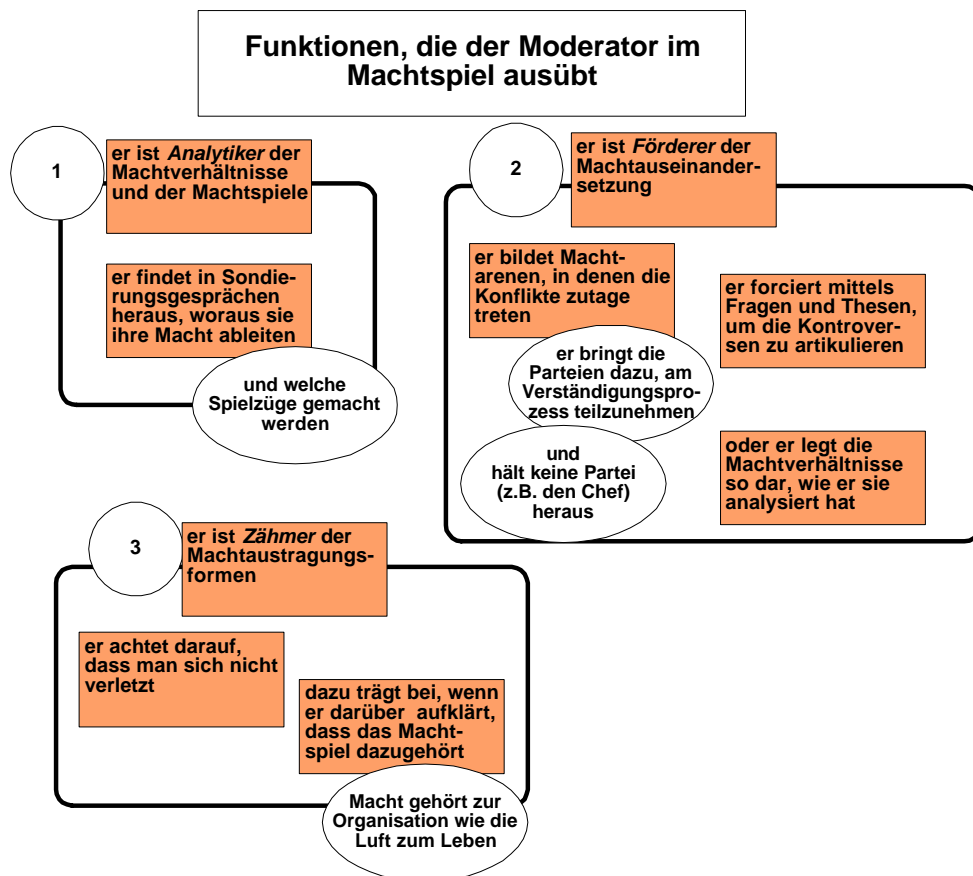 Funktionen, die der Moderator im
Machtspiel ausübt
1
er ist Analytiker der
Machtverhältnisse
und der Machtspiele
er findet in Sondie-
rungsgesprächen
heraus, woraus sie
ihre Macht ableiten
und welche
Spielzüge gemacht
werden
2
er ist Förderer der
Machtauseinander-
setzung
er bildet Macht-
arenen, in denen die
Konflikte zutage
treten
er bringt die
Parteien dazu, am
Verständigungspro-
zess teilzunehmen
und
hält keine Partei
(z.B. den Chef)
heraus
er forciert mittels
Fragen und Thesen,
um die Kontrover-
sen zu artikulieren
oder er legt die
Machtverhältnisse
so dar, wie er sie
analysiert hat
3
er ist Zähmer der
Machtaustragungs-
formen
er achtet darauf,
dass man sich nicht
verletzt
dazu trägt bei, wenn
er darüber aufklärt,
dass das Macht-
spiel dazugehört
Macht gehört zur
Organisation wie die
Luft zum Leben